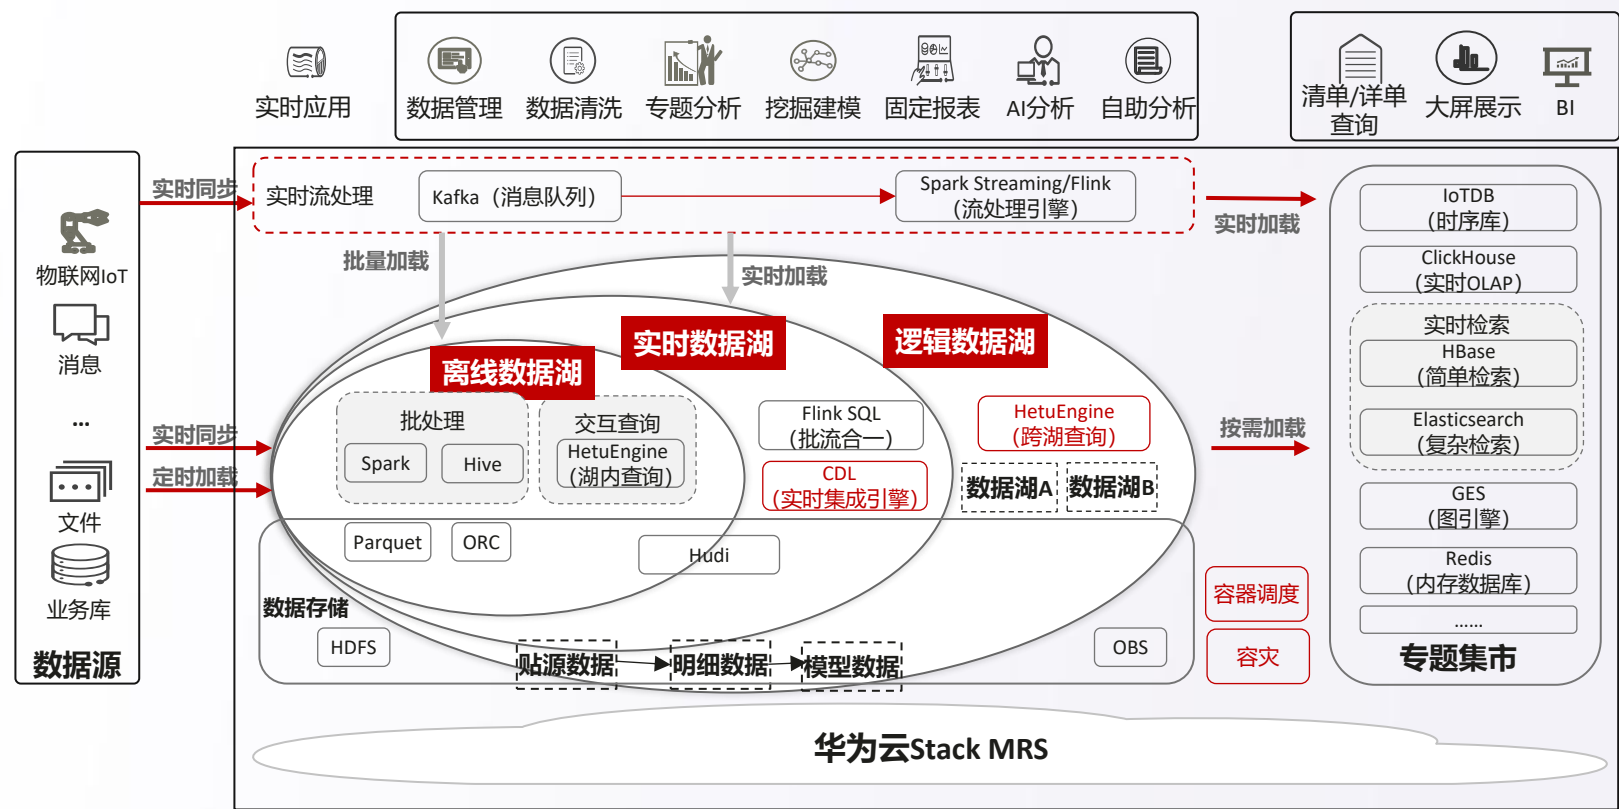 实时应用
数据管理
数据清洗
专题分析
挖掘建模
固定报表
AI分析
自助分析
清单/详单
查询
大屏展示
BI
物联网IoT
消息
...
文件
业务库
数据源
实时同步
实时同步
定时加载
实时流处理
Kafka（消息队列）
Spark Streaming/Flink
（流处理引擎）
批量加载
实时加载
实时加载
按需加载
离线数据湖
实时数据湖
逻辑数据湖
批处理
Spark
Hive
交互查询
HetuEngine
（湖内查询）
Flink SQL
（批流合一）
CDL
（实时集成引擎）
HetuEngine
（跨湖查询）
数据湖A
数据湖B
Parquet
ORC
Hudi
数据存储
HDFS
OBS
贴源数据
明细数据
模型数据
容器调度
容灾
IoTDB
（时序库）
ClickHouse
（实时OLAP）
实时检索
HBase
（简单检索）
Elasticsearch
（复杂检索）
GES
（图引擎）
Redis
（内存数据库）
……
专题集市
华为云Stack MRS